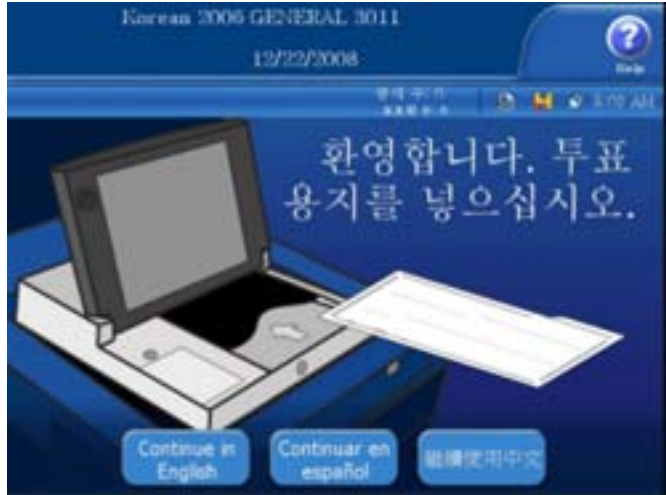 Korean 2006 GENERAL 3011
12/22/2008
Help
환영합니다. 투표
용지를 넣으십시오.
Continue in
English
Continuar en
español
繼續使用中文